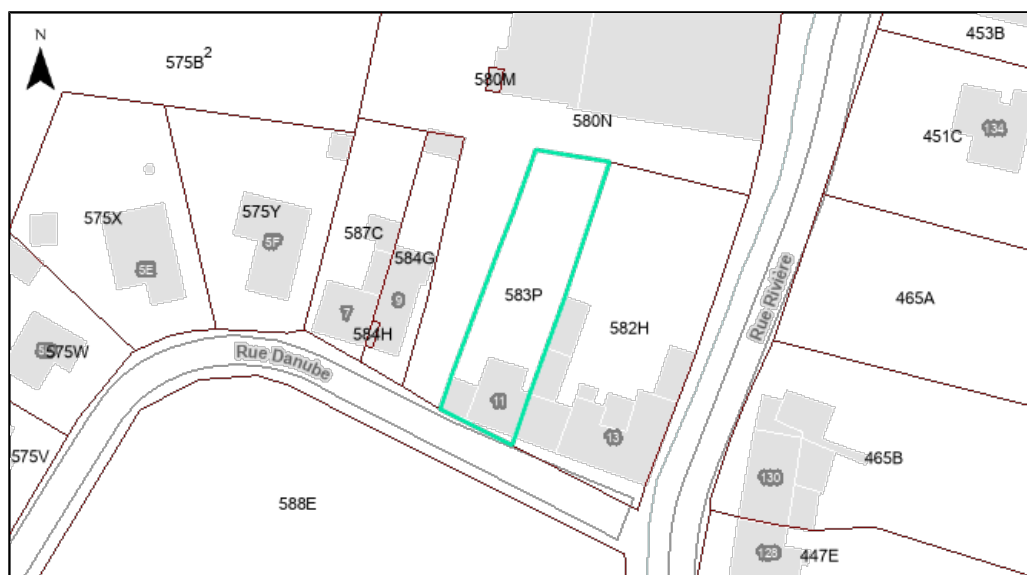 N
453B
575B²
580M
580N
134
451C
575X
575Y
587C
5F
584G
5E
Rue Rivière
583P
465A
9
7
584H
582H
575W
Rue Danube
11
13
575V
465B
130
588E
128
447E